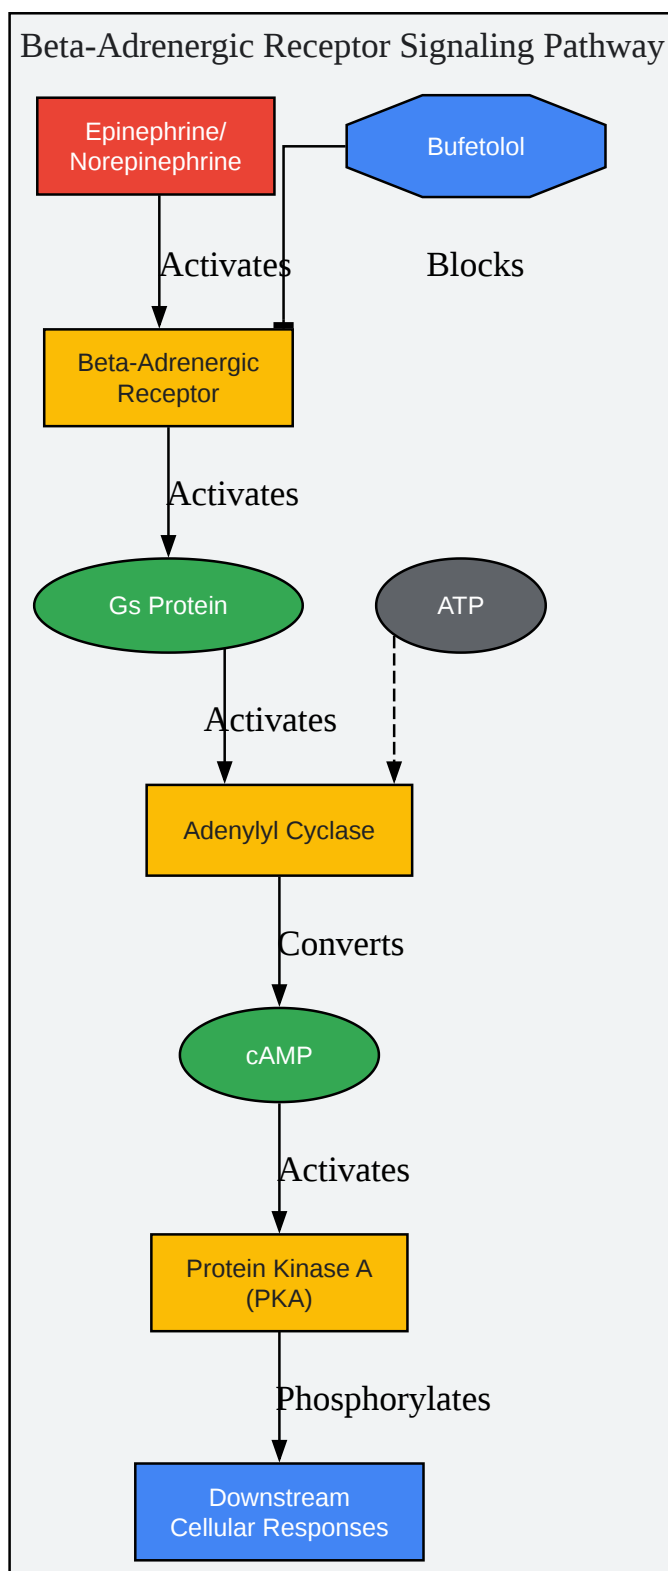 Beta-Adrenergic Receptor Signaling Pathway
Epinephrine/
Norepinephrine
Bufetolol
Activates
Blocks
Beta-Adrenergic
Receptor
Activates
Gs Protein
ATP
Activates
Adenylyl Cyclase
Converts
cAMP
Activates
Protein Kinase A
(PKA)
Phosphorylates
Downstream
Cellular Responses